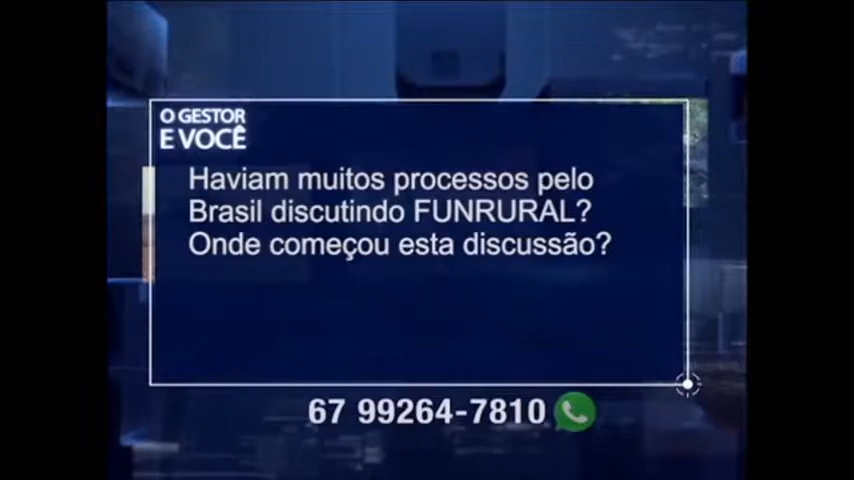 O GESTOR
E VOCÊ
Haviam muitos processos pelo
Brasil discutindo FUNRURAL?
Onde começou esta discussão?
67 99264-7810